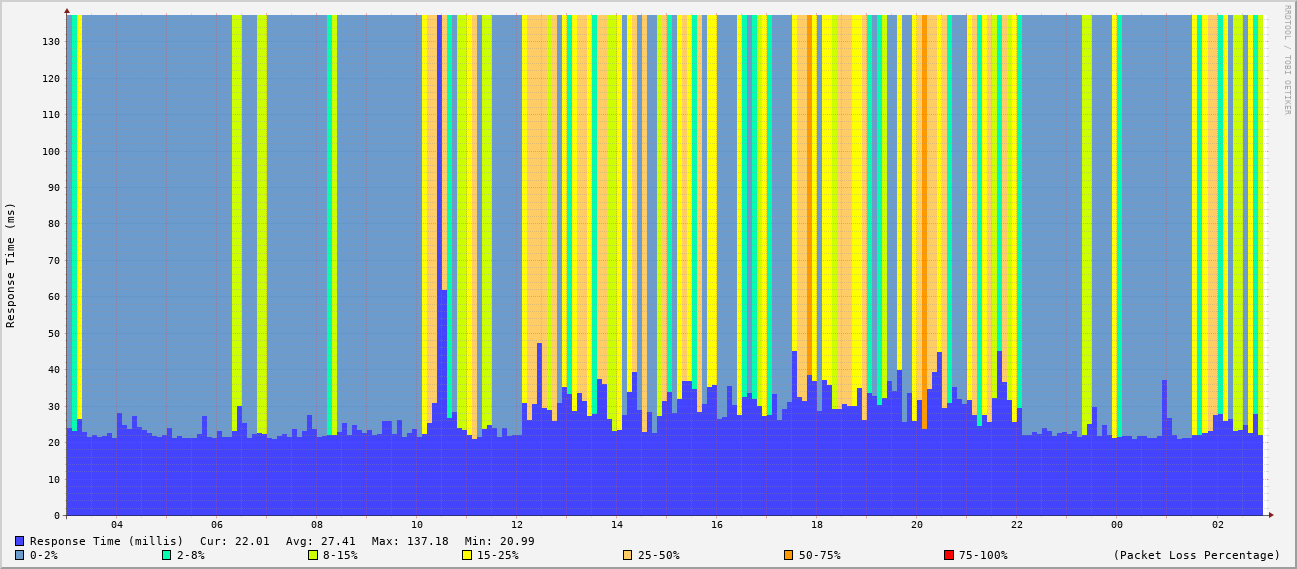 RRDTOOL / TOBI OETIKER
Response Time (ms)
130
120
110
100
90
80
70
60
50
40
30
20
10
0
04 06 08 10 12 14 16 18 20 22 00 02
Response Time (millis) Cur: 22.01 Avg: 27.41 Max: 137.18 Min: 20.99
0-2% 2-8% 8-15% 15-25% 25-50% 50-75% 75-100% (Packet Loss Percentage)